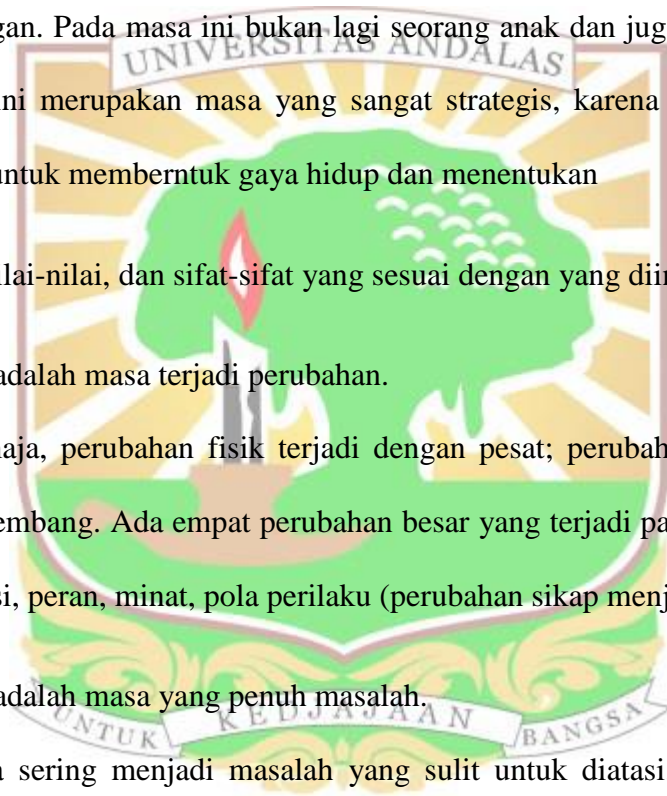 gan. Pada masa ini bukan lagi seorang anak dan jug
UNIVERSITAS ANDALAS
ini merupakan masa yang sangat strategis, karena
untuk memberntuk gaya hidup dan menentukan
ilai-nilai, dan sifat-sifat yang sesuai dengan yang diin
adalah masa terjadi perubahan.
naja, perubahan fisik terjadi dengan pesat; perubah
embang. Ada empat perubahan besar yang terjadi pa
si, peran, minat, pola perilaku (perubahan sikap menj
adalah masa yang penuh masalah.
UNTUK KEDJAJAAN BANGSA
a sering menjadi masalah yang sulit untuk diatasi